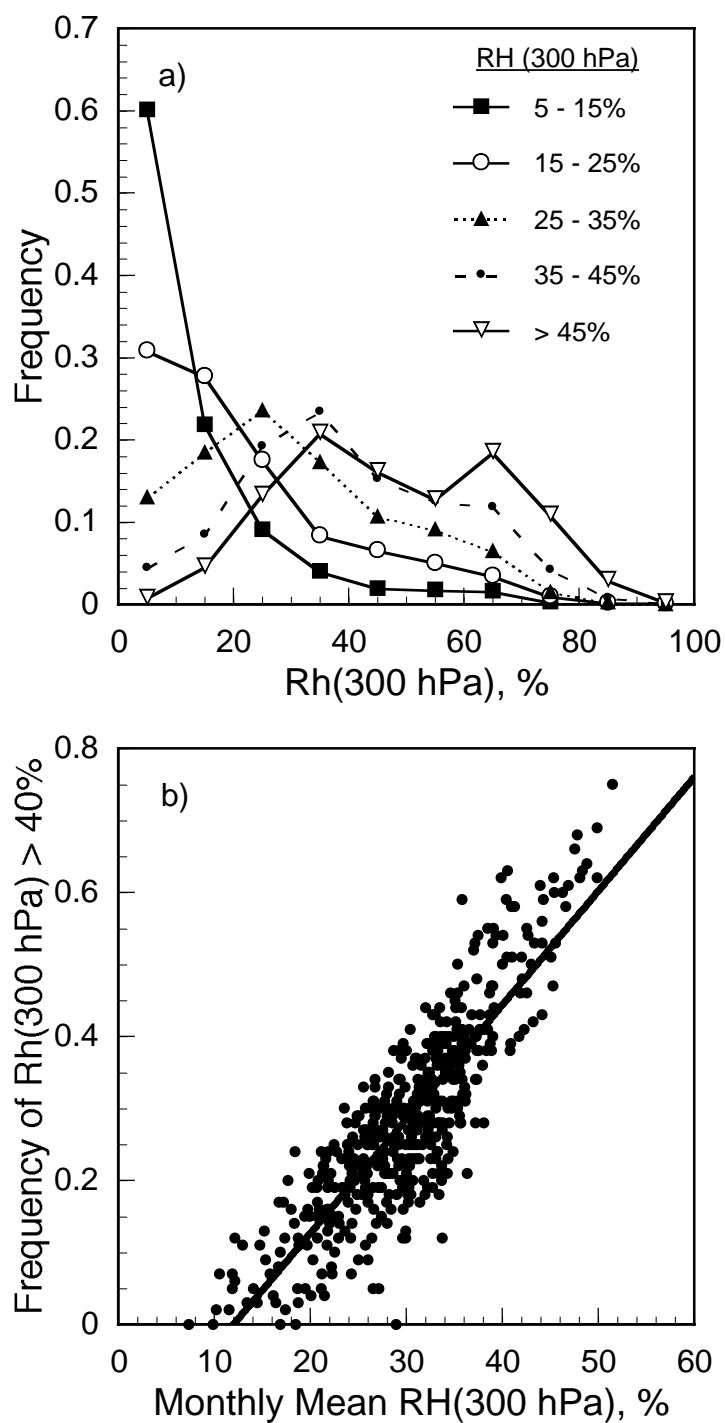 0.7
a)
RH (300 hPa)
0.6
5 - 15%
0.5
15 - 25%
0.4
25 - 35%
Frequency
35 - 45%
0.3
> 45%
0.2
0.1
0
0 20 40 60 80 100
Rh(300 hPa), %
0.8
b)
Frequency of Rh(300 hPa) > 40%
0.6
0.4
0.2
0
0 10 20 30 40 50 60
Monthly Mean RH(300 hPa), %